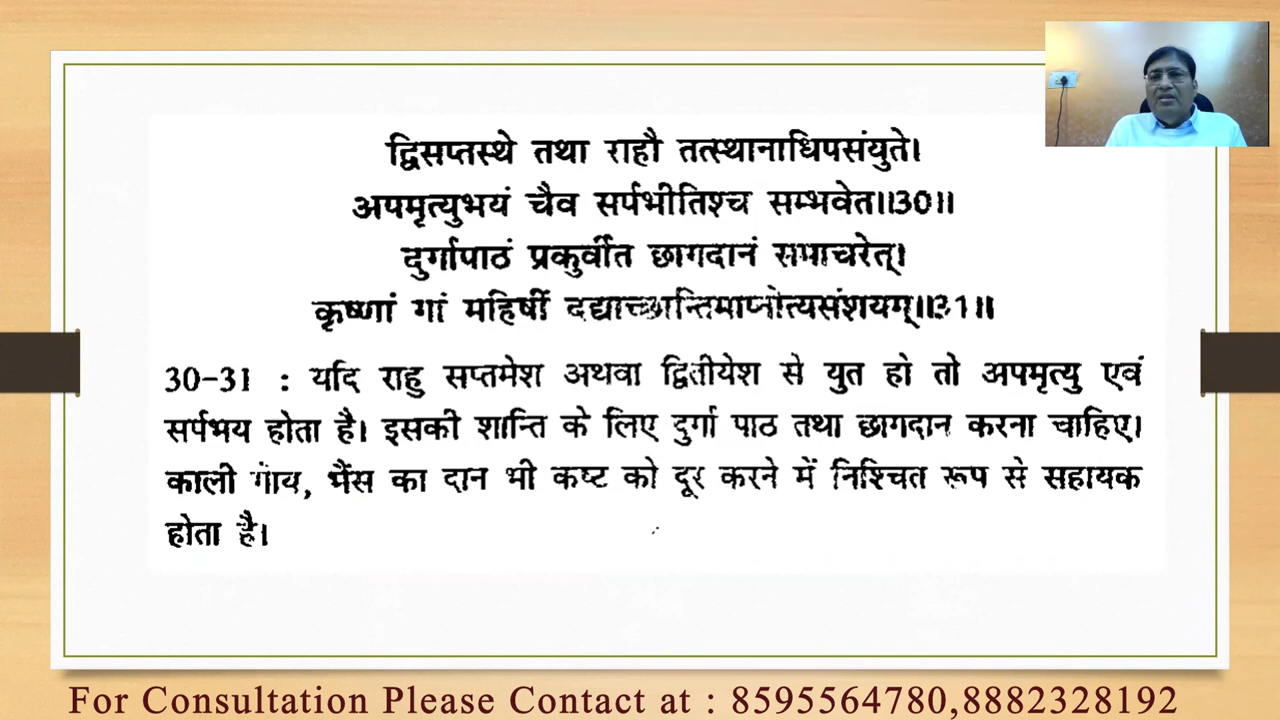 द्विसप्तस्थे तथा राहौ तत्स्थानाधिपसंयुते।
अपमृत्युभयं चैव सर्पभीतिश्च सम्भवेत॥30॥
दुर्गापाठं प्रकुर्वीत छागदानं समाचरेत्।
कृष्णां गां महिषीं दद्याच्छान्तिमाप्नोत्यसंशयम्॥31॥
30-31 : यदि राहु सप्तमेश अथवा द्वितीयेश से युत हो तो अपमृत्यु एवं
सर्पभय होता है। इसकी शान्ति के लिए दुर्गा पाठ तथा छागदान करना चाहिए।
काली गाय, भैंस का दान भी कष्ट को दूर करने में निश्चित रूप से सहायक
होता है।
For Consultation Please Contact at : 8595564780,8882328192